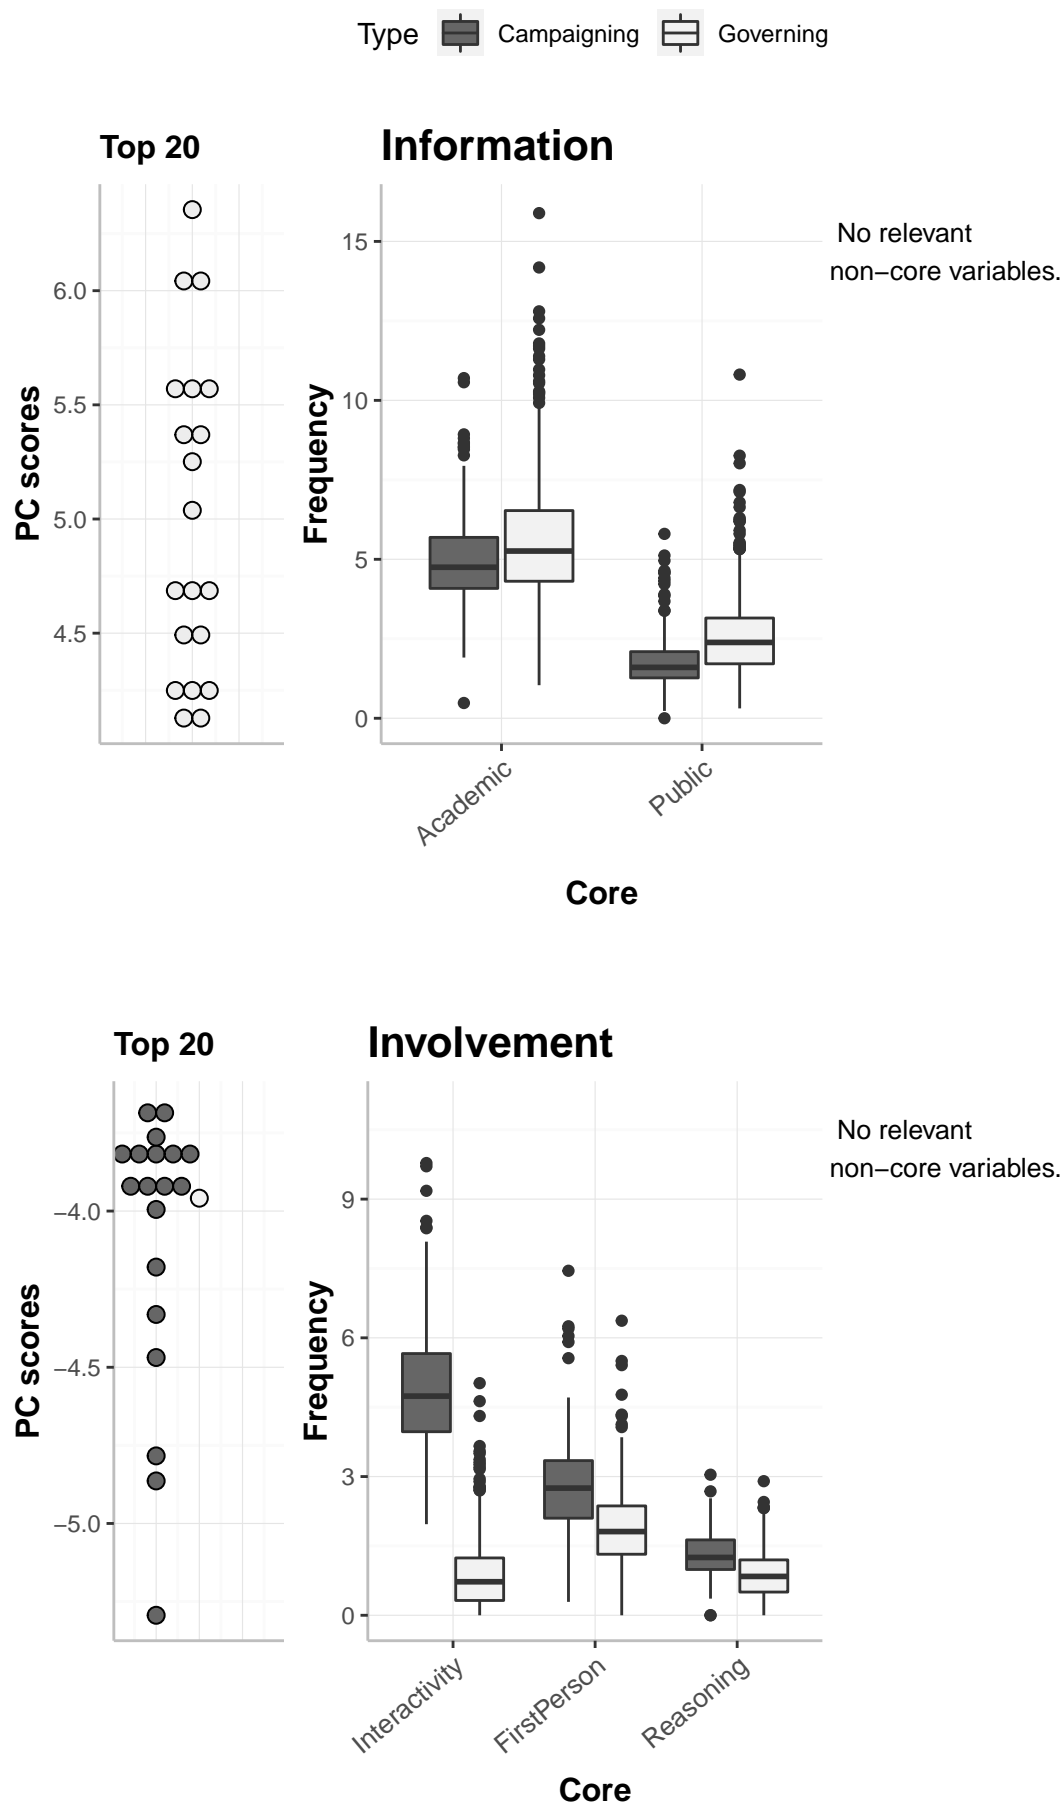 Type Campaigning Governing
Top 20
Information
PC scores
6.0
5.5
5.0
4.5
Frequency
15
10
5
0
Academic
Public
Core
No relevant
non−core variables.
Top 20
Involvement
PC scores
−4.0
−4.5
−5.0
Frequency
9
6
3
0
Interactivity
FirstPerson
Reasoning
Core
No relevant
non−core variables.